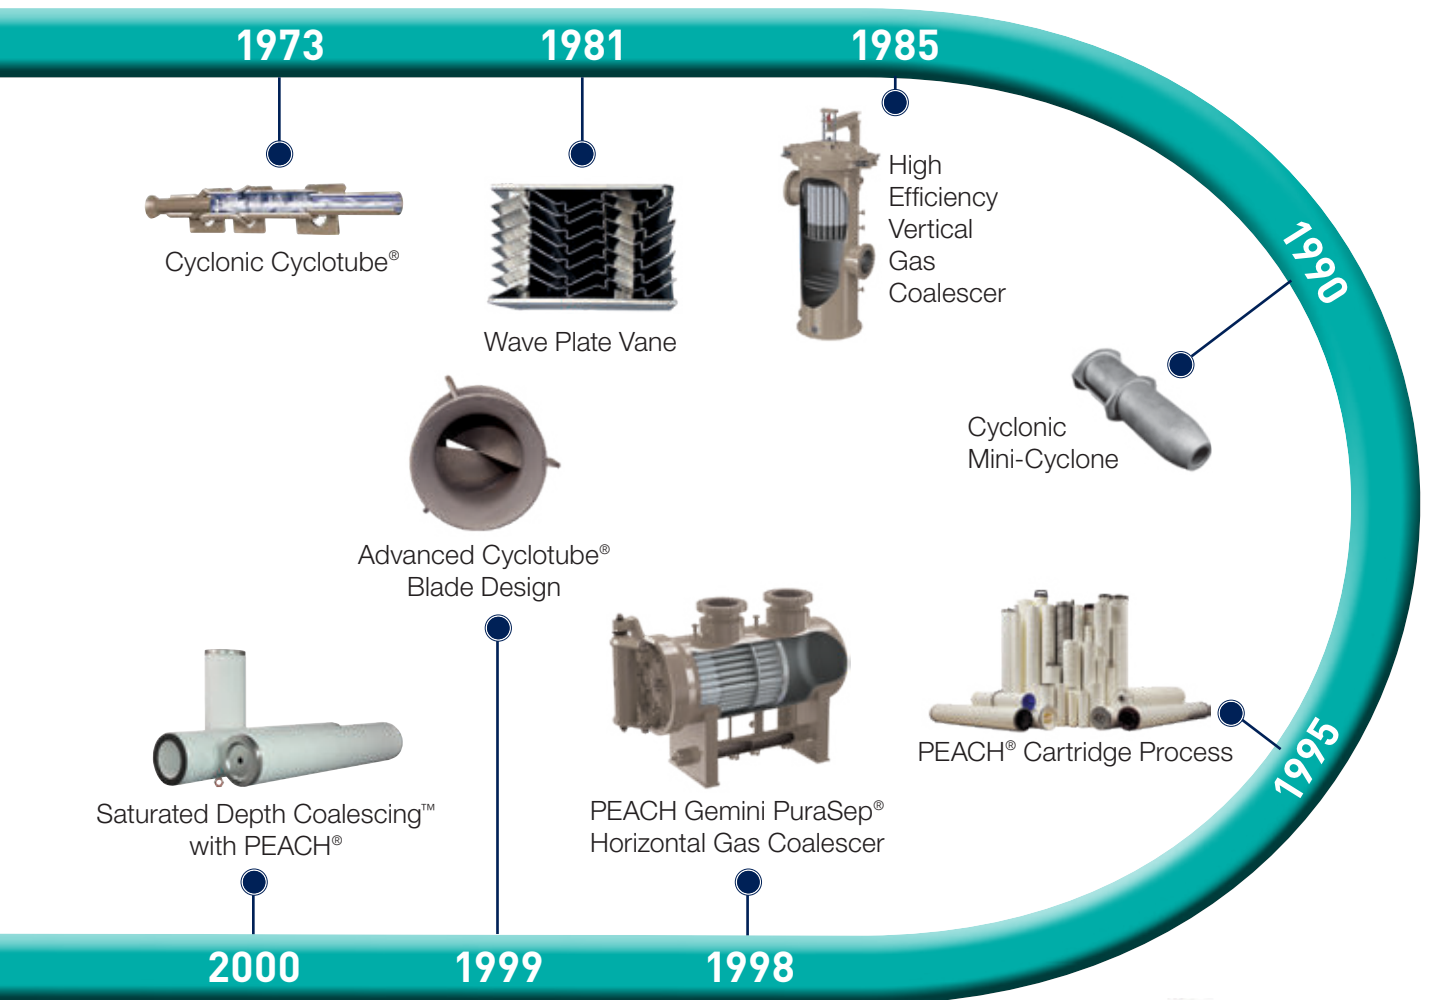 1973
1981
1985
Cyclonic Cyclotube®
Wave Plate Vane
High
Efficiency
Vertical
Gas
Coalescer
1990
Cyclonic
Mini-Cyclone
1995
PEACH® Cartridge Process
Advanced Cyclotube®
Blade Design
PEACH Gemini PuraSep®
Horizontal Gas Coalescer
Saturated Depth Coalescing™
with PEACH®
2000
1999
1998